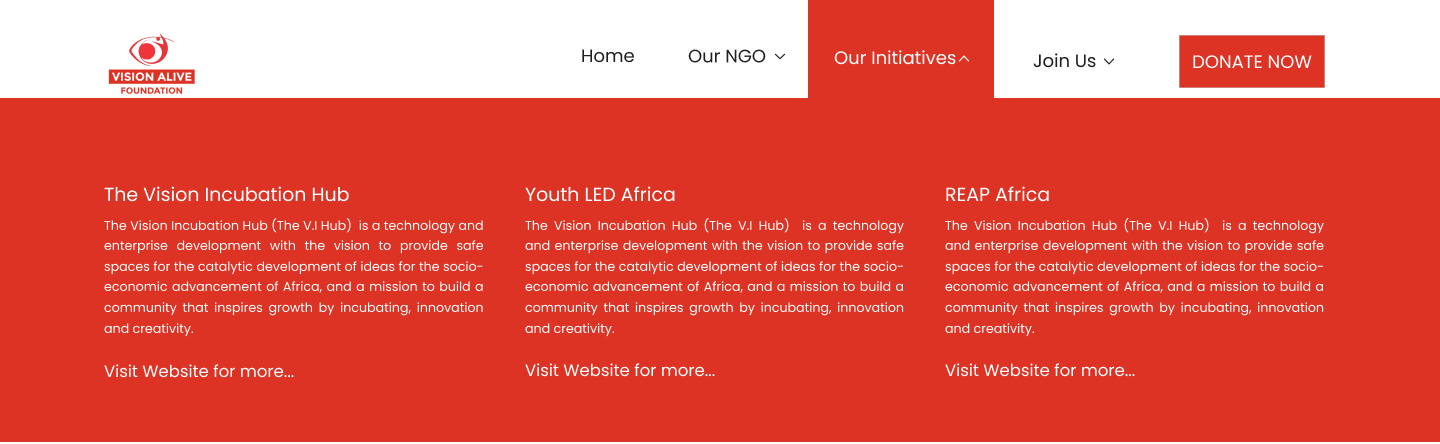 VISION ALIVE
FOUNDATION
Home
Our NGO
Our Initiatives
Join Us
DONATE NOW
The Vision Incubation Hub
The Vision Incubation Hub (The V.I Hub) is a technology and
enterprise development with the vision to provide safe
spaces for the catalytic development of ideas for the socio-
economic advancement of Africa, and a mission to build a
community that inspires growth by incubating, innovation
and creativity.
Visit Website for more...
Youth LED Africa
The Vision Incubation Hub (The V.I Hub) is a technology
and enterprise development with the vision to provide safe
spaces for the catalytic development of ideas for the socio-
economic advancement of Africa, and a mission to build a
community that inspires growth by incubating, innovation
and creativity.
Visit Website for more...
REAP Africa
The Vision Incubation Hub (The V.I Hub) is a technology
and enterprise development with the vision to provide safe
spaces for the catalytic development of ideas for the socio-
economic advancement of Africa, and a mission to build a
community that inspires growth by incubating, innovation
and creativity.
Visit Website for more...